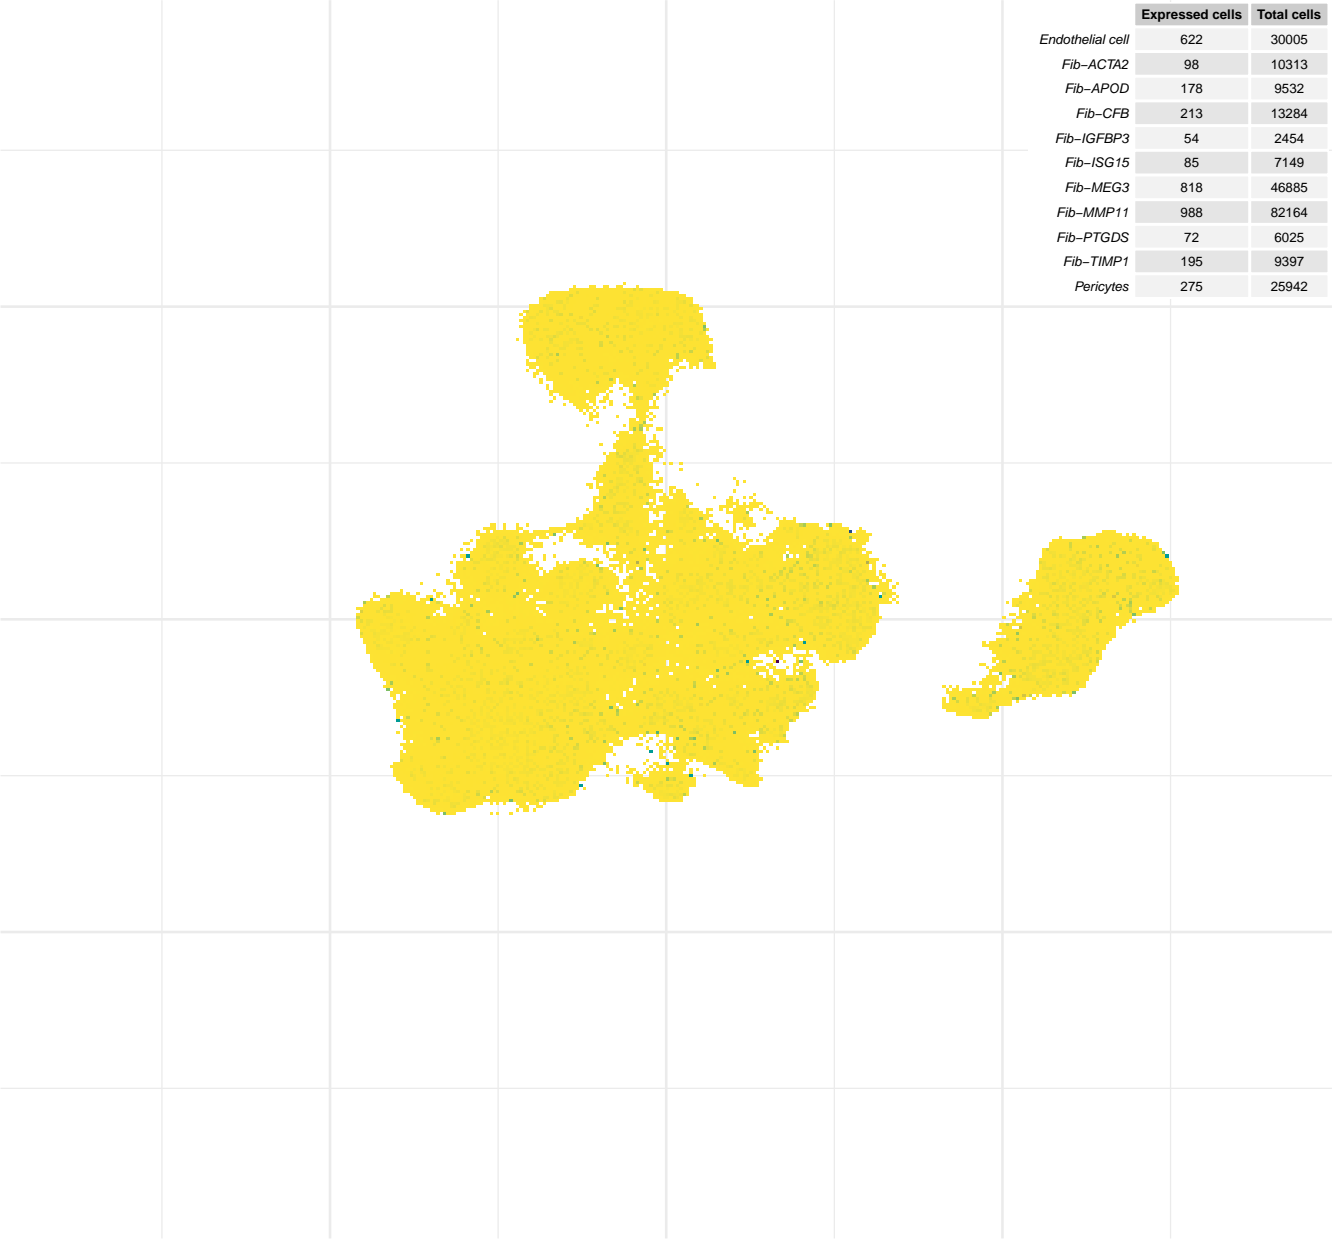 Expressed cells Total cells
Endothelial cell 622 30005
Fib−ACTA2 98 10313
Fib−APOD 178 9532
Fib−CFB 213 13284
Fib−IGFBP3 54 2454
Fib−ISG15 85 7149
Fib−MEG3 818 46885
Fib−MMP11 988 82164
Fib−PTGDS 72 6025
Fib−TIMP1 195 9397
Pericytes 275 25942